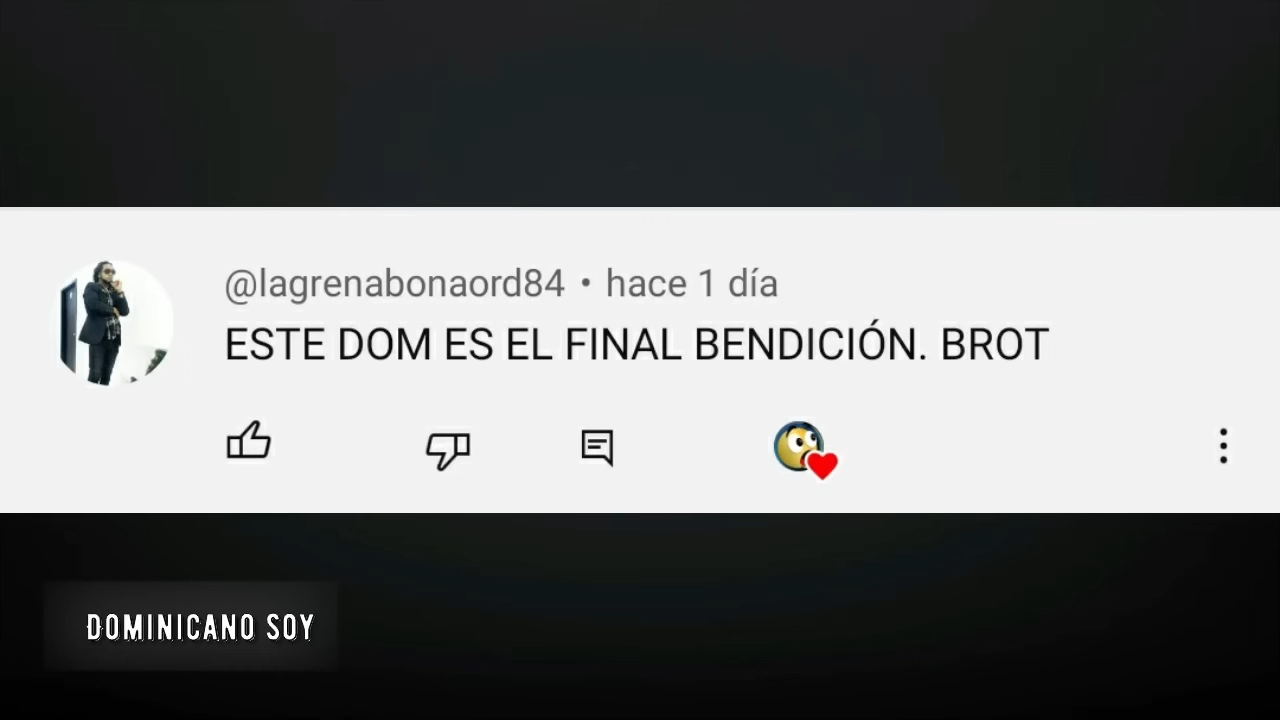 @lagrenabonaord84 • hace 1 día
ESTE DOM ES EL FINAL BENDICIÓN. BROT
DOMINICANO SOY